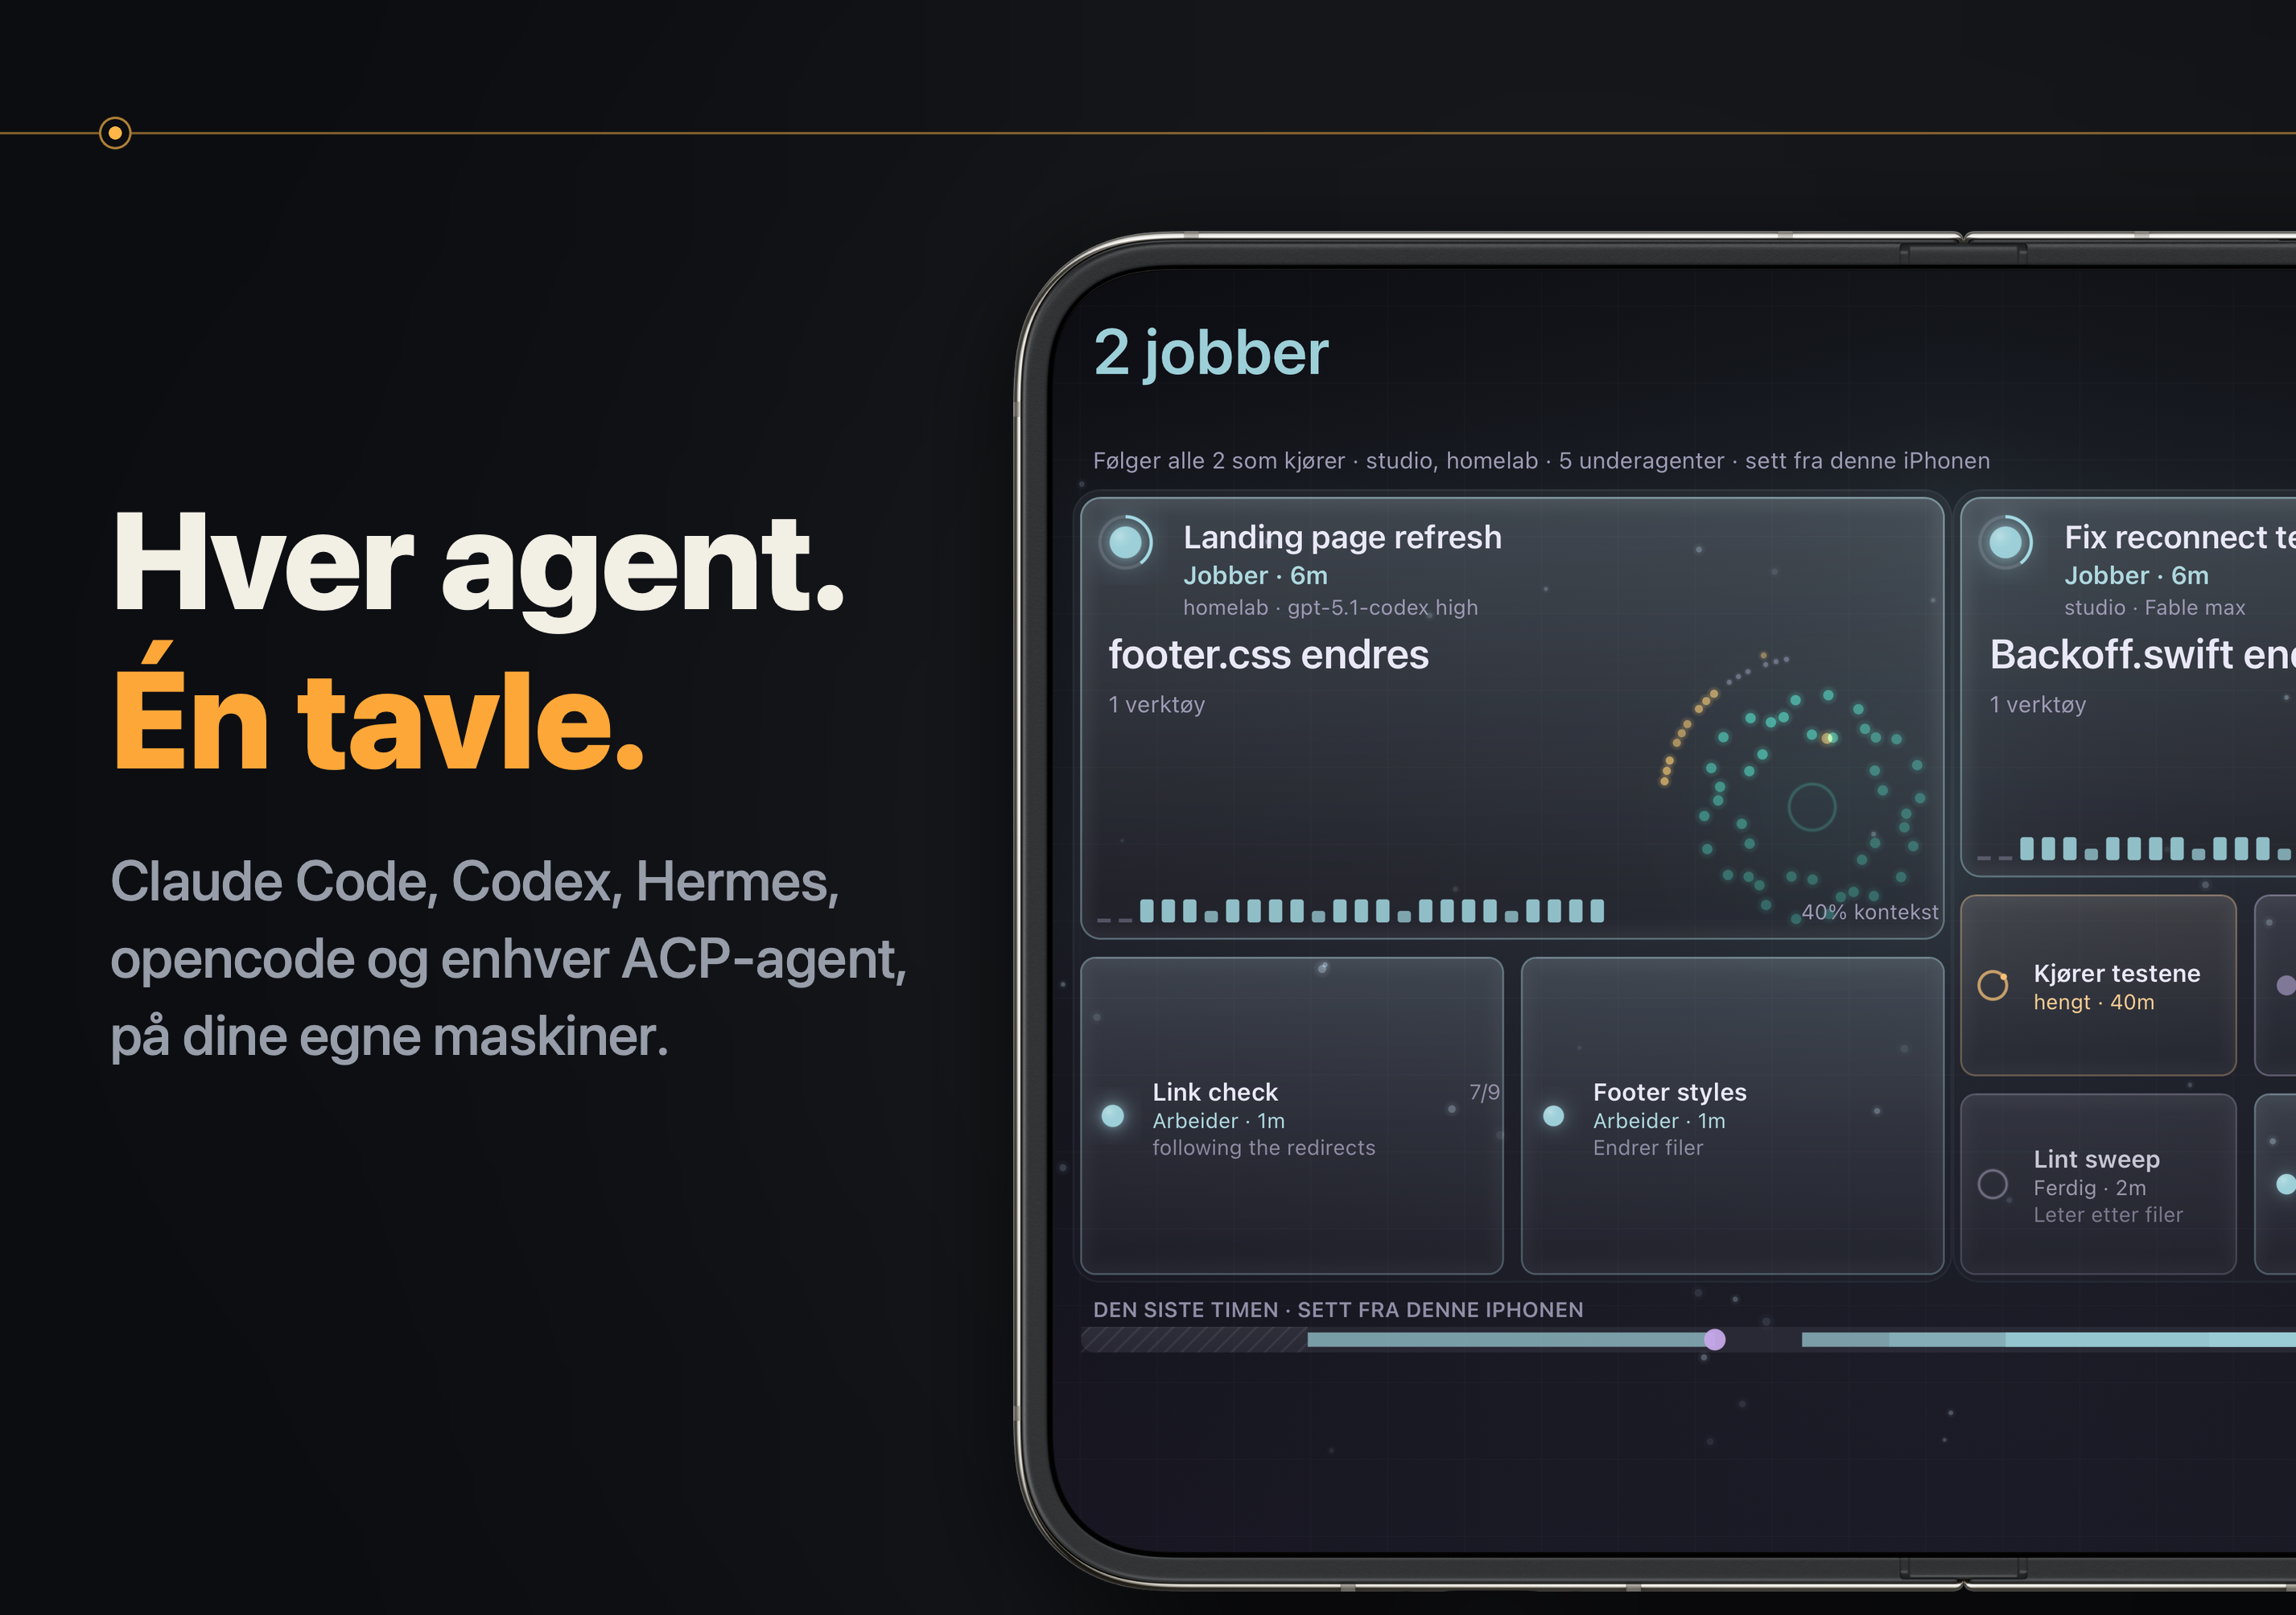 Hver agent.
Én tavle.
Claude Code, Codex, Hermes,
opencode og enhver ACP-agent,
på dine egne maskiner.
2 jobber
Følger alle 2 som kjører · studio, homelab · 5 underagenter · sett fra denne iPhonen
Landing page refresh
Jobber · 6m
homelab · gpt-5.1-codex high
footer.css endres
1 verktøy
40% kontekst
Link check
7/9
Arbeider · 1m
following the redirects
Footer styles
Arbeider · 1m
Endrer filer
Fix reconnect
Jobber · 6m
studio · Fable max
Backoff.swift
1 verktøy
Kjører testene
hengt · 40m
Lint sweep
Ferdig · 2m
Leter etter filer
DEN SISTE TIMEN · SETT FRA DENNE IPHONEN